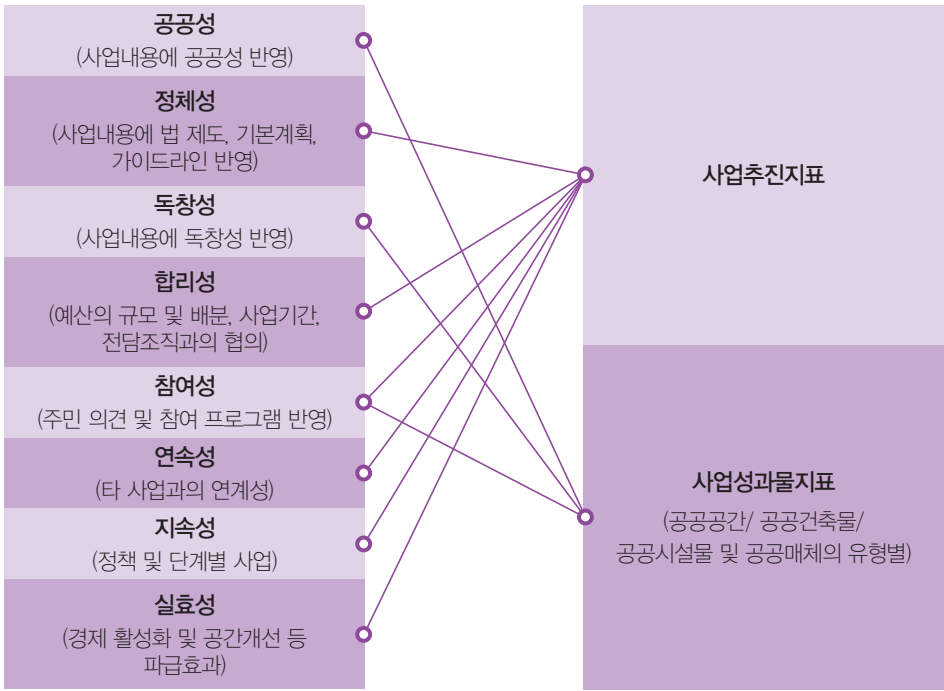 공공성
(사업내용에 공공성 반영)
정체성
(사업내용에 법 제도, 기본계획,
가이드라인 반영)
독창성
(사업내용에 독창성 반영)
합리성
(예산의 규모 및 배분, 사업기간,
전담조직과의 협의)
참여성
(주민 의견 및 참여 프로그램 반영)
연속성
(타 사업과의 연계성)
지속성
(정책 및 단계별 사업)
실효성
(경제 활성화 및 공간개선 등
파급효과)
사업추진지표
사업성과물지표
(공공공간/ 공공건축물/
공공시설물 및 공공매체의 유형별)